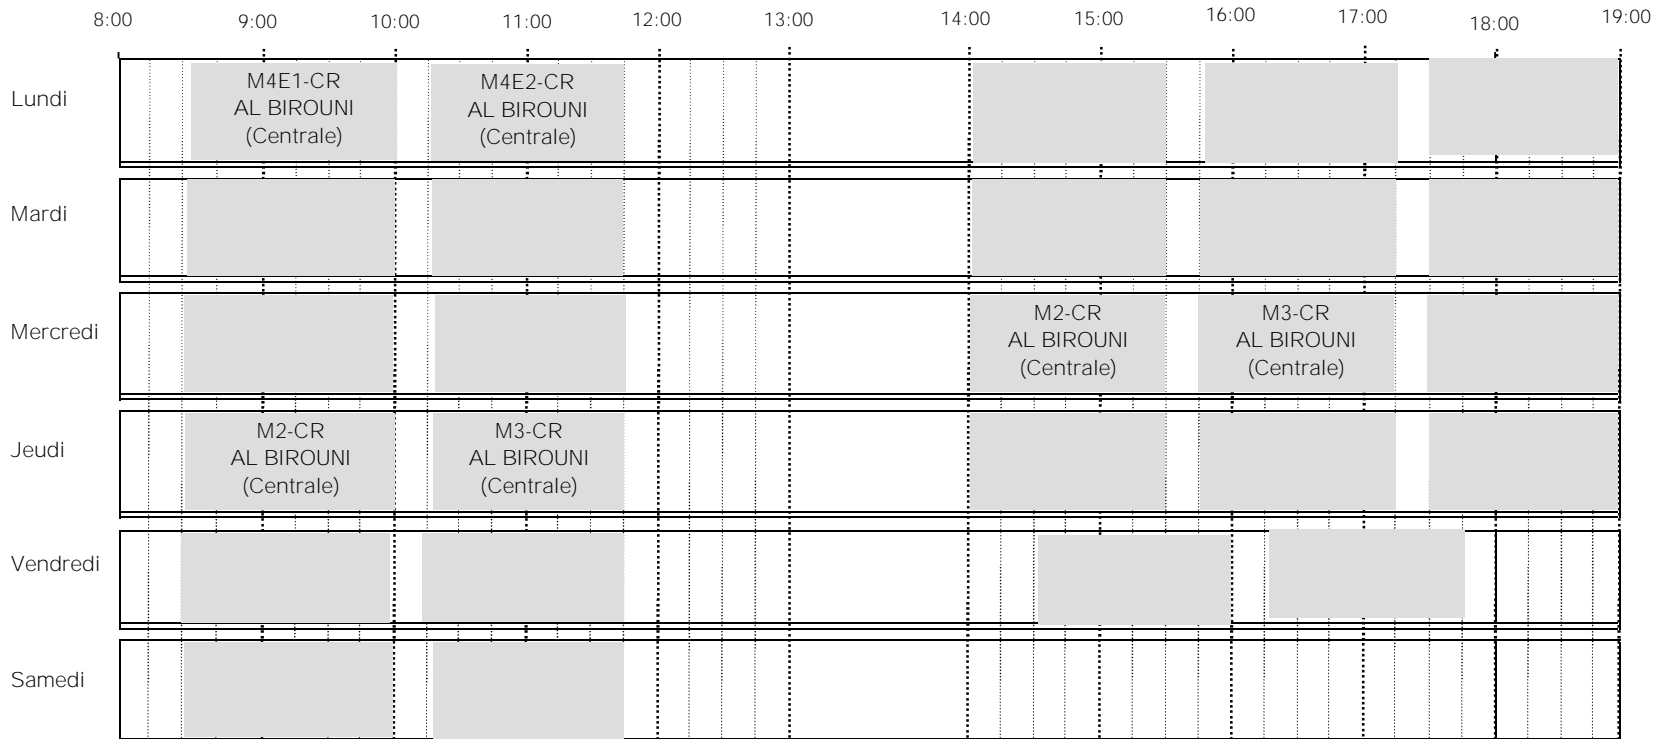 8:00 9:00 10:00 11:00 12:00 13:00 14:00 15:00 16:00 17:00 18:00 19:00
Lundi
M4E1-CR
AL BIROUNI
(Centrale)
M4E2-CR
AL BIROUNI
(Centrale)
Mardi
Mercredi
M2-CR
AL BIROUNI
(Centrale)
M3-CR
AL BIROUNI
(Centrale)
Jeudi
M2-CR
AL BIROUNI
(Centrale)
M3-CR
AL BIROUNI
(Centrale)
Vendredi
Samedi